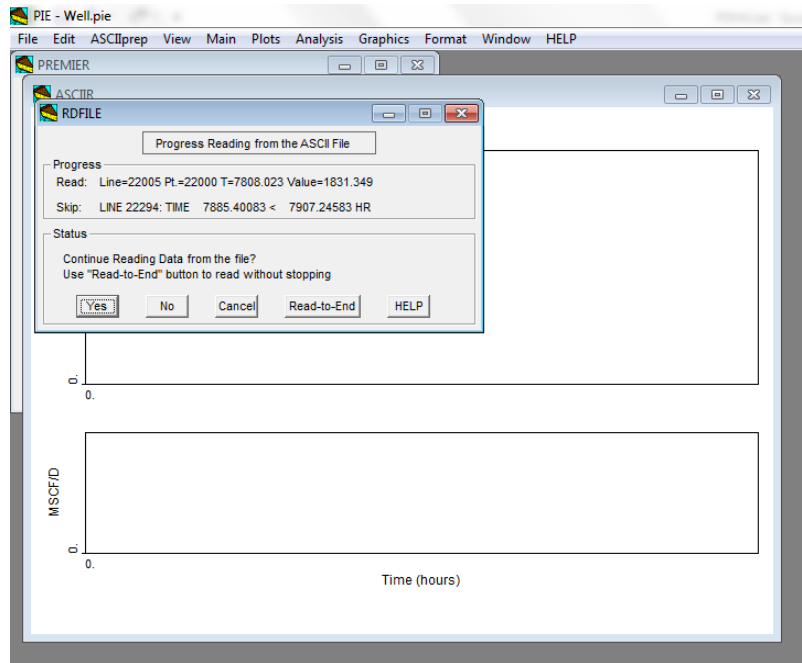 PIE - Well.pie
File Edit ASCIIprep View Main Plots Analysis Graphics Format Window HELP
PREMIER
ASCIIR
RDFILE
Progress Reading from the ASCII File
Progress
Read: Line=22005 Pt.=22000 T=7808.023 Value=1831.349
Skip: LINE 22294: TIME 7885.40083 < 7907.24583 HR
Status
Continue Reading Data from the file?
Use "Read-to-End" button to read without stopping
Yes No Cancel Read-to-End HELP
0.
0.
MSCF/D
0.
0.
Time (hours)